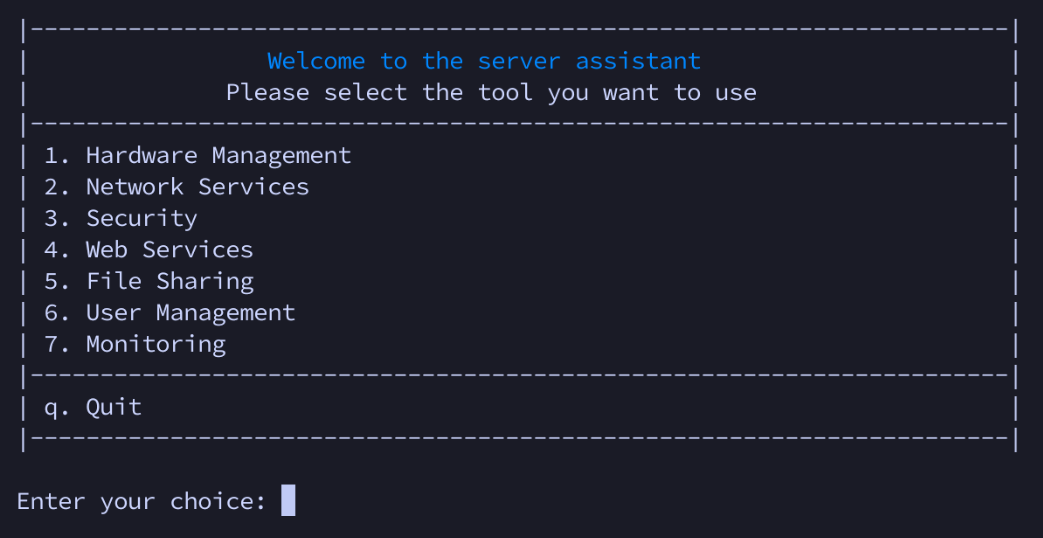 |----------------------------------------------------------------------|
|                 Welcome to the server assistant                      |
|              Please select the tool you want to use                  |
|----------------------------------------------------------------------|
| 1. Hardware Management                                               |
| 2. Network Services                                                  |
| 3. Security                                                          |
| 4. Web Services                                                      |
| 5. File Sharing                                                      |
| 6. User Management                                                   |
| 7. Monitoring                                                        |
|----------------------------------------------------------------------|
| q. Quit                                                              |
|----------------------------------------------------------------------|
Enter your choice: